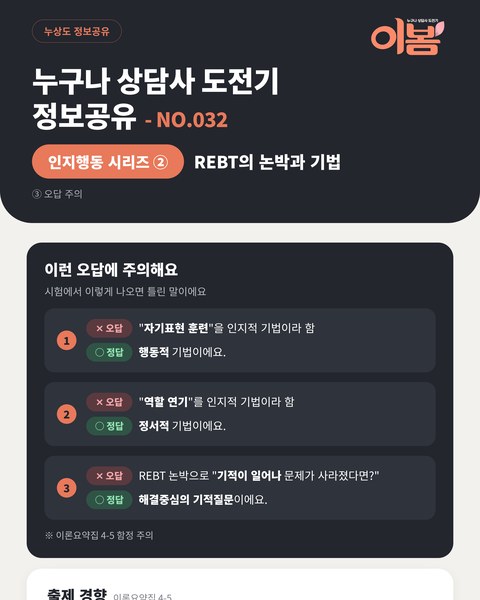 누상도 정보공유
누구나 상담사 도전기
이봄
누구나 상담사 도전기
정보공유 - NO.032
인지행동 시리즈 ② REBT의 논박과 기법
③ 오답 주의
이런 오답에 주의해요
시험에서 이렇게 나오면 틀린 말이에요
1
× 오답 "자기표현 훈련"을 인지적 기법이라 함
○ 정답 행동적 기법이에요.
2
× 오답 "역할 연기"를 인지적 기법이라 함
○ 정답 정서적 기법이에요.
3
× 오답 REBT 논박으로 "기적이 일어나 문제가 사라졌다면?"
○ 정답 해결중심의 기적질문이에요.
※ 이론요약집 4-5 함정 주의
출제 경향 이론요약집 4-5